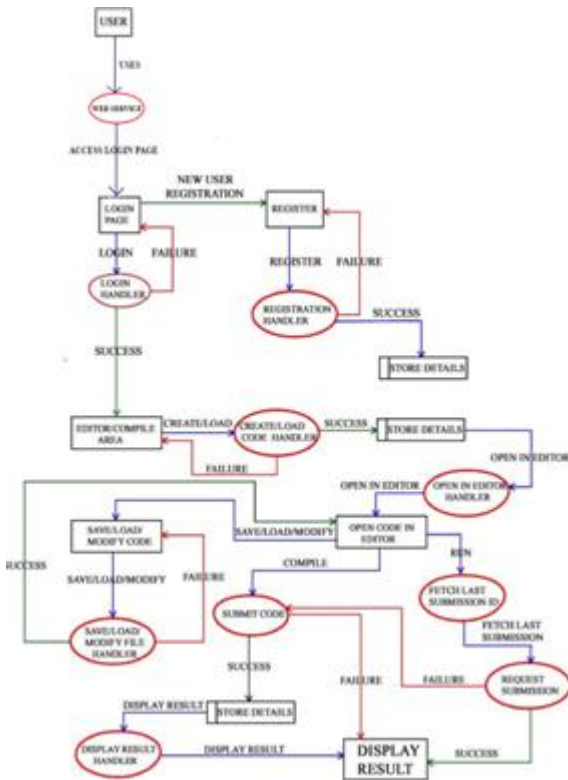 USER
USES
WEB SERVICE
ACCESS LOGIN PAGE
NEW USER
REGISTRATION
LOGIN
PAGE
REGISTER
LOGIN
FAILURE
REGISTER
FAILURE
LOGIN
HANDLER
REGISTRATION
HANDLER
SUCCESS
SUCCESS
STORE DETAILS
EDITOR/COMPILE
AREA
CREATE/LOAD
CREATE/LOAD
CODE HANDLER
SUCCESS
STORE DETAILS
FAILURE
OPEN IN EDITOR
OPEN IN EDITOR
OPEN IN EDITOR
HANDLER
SAVE/LOAD/
MODIFY CODE
SAVE/LOAD/MODIFY
OPEN CODE IN
EDITOR
RUN
COMPILE
SUCCESS
SAVE/LOAD/MODIFY
FAILURE
FETCH LAST
SUBMISSION ID
SUBMIT CODE
FETCH LAST
SUBMISSION
SAVE/LOAD/
MODIFY FILE
HANDLER
SUCCESS
FAILURE
FAILURE
REQUEST
SUBMISSION
DISPLAY RESULT
STORE DETAILS
DISPLAY RESULT
HANDLER
DISPLAY RESULT
DISPLAY
RESULT
SUCCESS